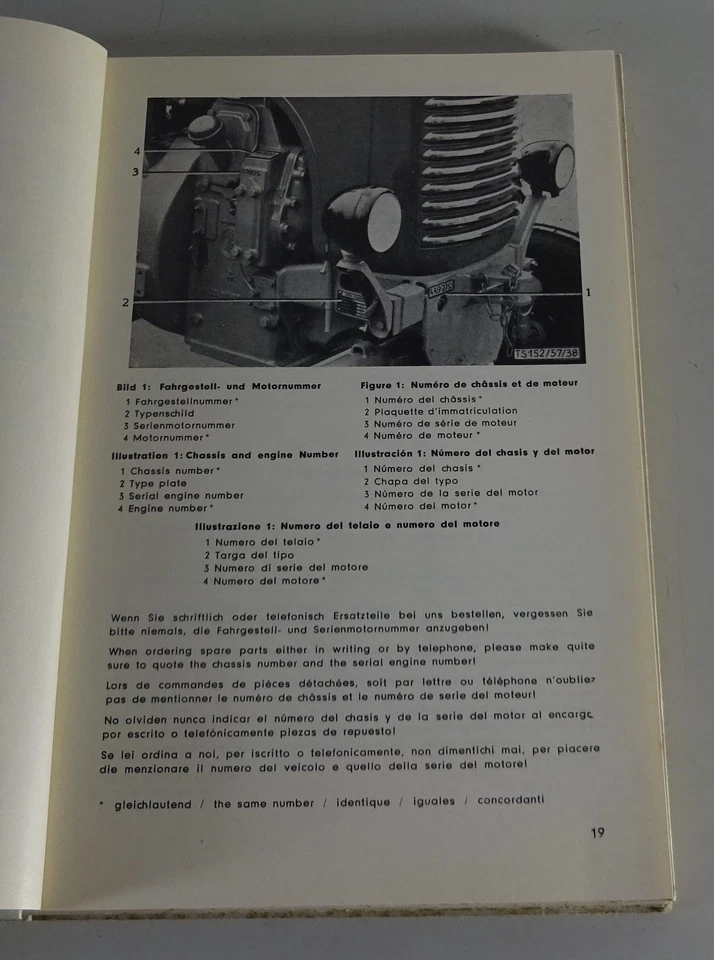 4
3
2
1
TS152/57/38
Bild 1: Fahrgestell- und Motornummer
1 Fahrgestellnummer*
2 Typenschild
3 Serienmotornummer
4 Motornummer*
Figure 1: Numéro de châssis et de moteur
1 Numéro del châssis*
2 Plaquette d'immatriculation
3 Numéro de série de moteur
4 Numéro de moteur*
Illustration 1: Chassis and engine Number
1 Chassis number*
2 Type plate
3 Serial engine number
4 Engine number*
Illustración 1: Número del chasis y del motor
1 Número del chasis*
2 Chapa del typo
3 Número de la serie del motor
4 Número del motor*
Illustrazione 1: Numero del telaio e numero del motore
1 Numero del telaio*
2 Targa del tipo
3 Numero di serie del motore
4 Numero del motore*
Wenn Sie schriftlich oder telefonisch Ersatzteile bei uns bestellen, vergessen Sie
bitte niemals, die Fahrgestell- und Serienmotornummer anzugeben!
When ordering spare parts either in writing or by telephone, please make quite
sure to quote the chassis number and the serial engine number!
Lors de commandes de pièces détachées, soit par lettre ou téléphone n'oubliez
pas de mentionner le numéro de châssis et le numéro de serie del moteur!
No olviden nunca indicar el número del chasis y de la serie del motor al encargc
por escrito o telefónicamente piezas de repuesto!
Se lei ordina a noi, per iscritto o telefonicamente, non dimentichi mai, per piacere
die menzionare il numero del veicolo e quello della serie del motore!
* gleichlautend / the same number / identique / iguales / concordanti
19